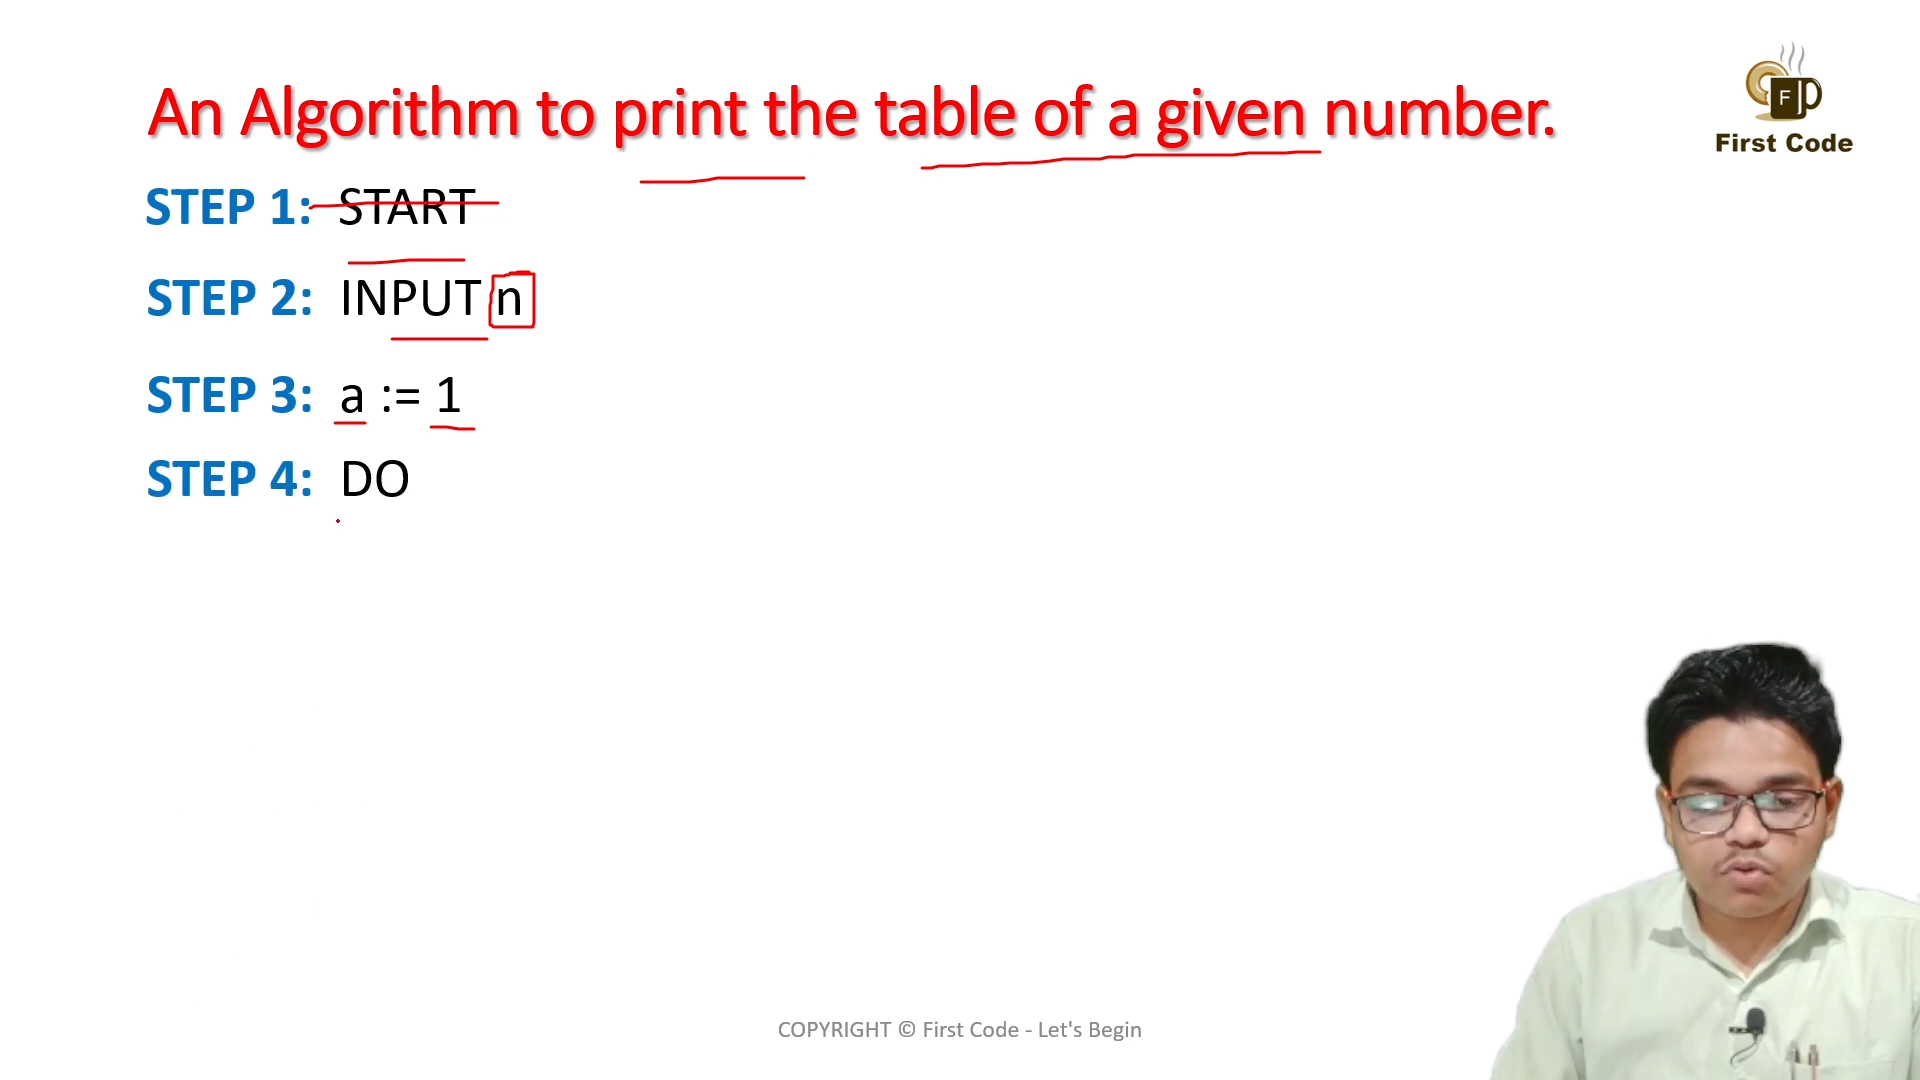 An Algorithm to print the table of a given number.
FP
First Code
STEP 1: START
STEP 2: INPUT n
STEP 3: a := 1
STEP 4: DO
COPYRIGHT © First Code - Let's Begin